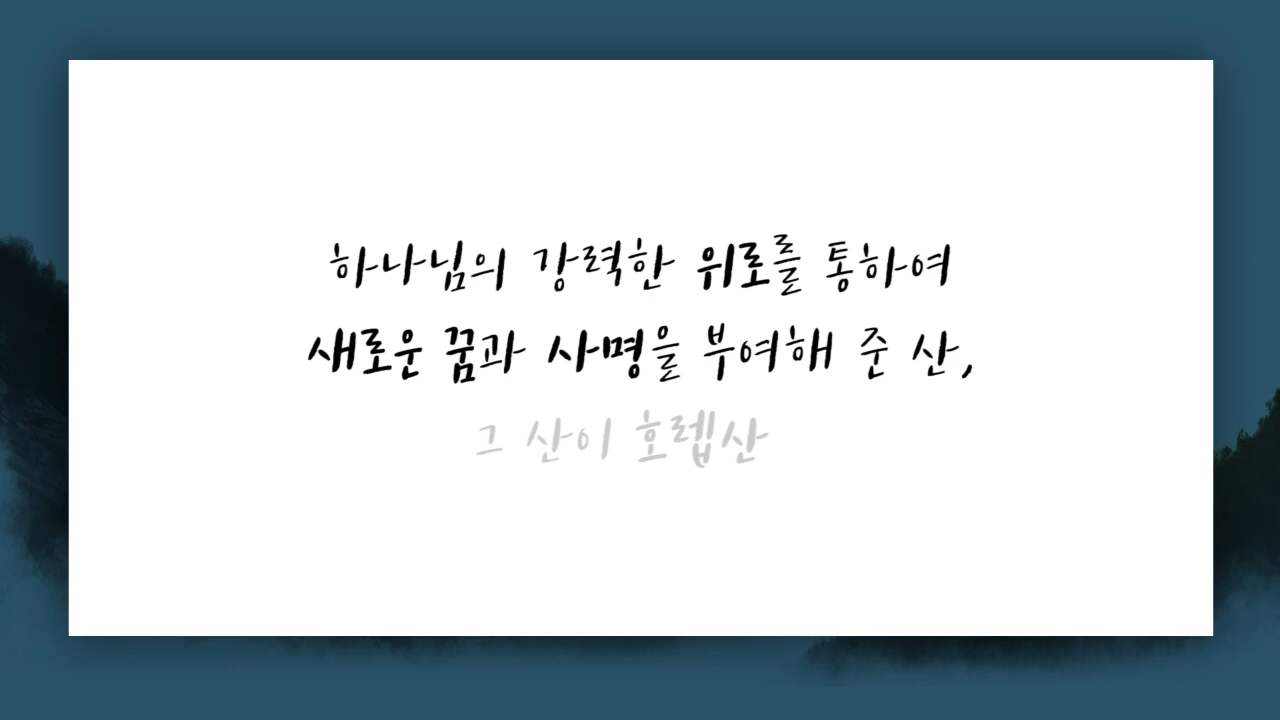 하나님의 강력한 위로를 통하여
새로운 꿈과 사명을 부여해 준 산,
그 산이 호렙산